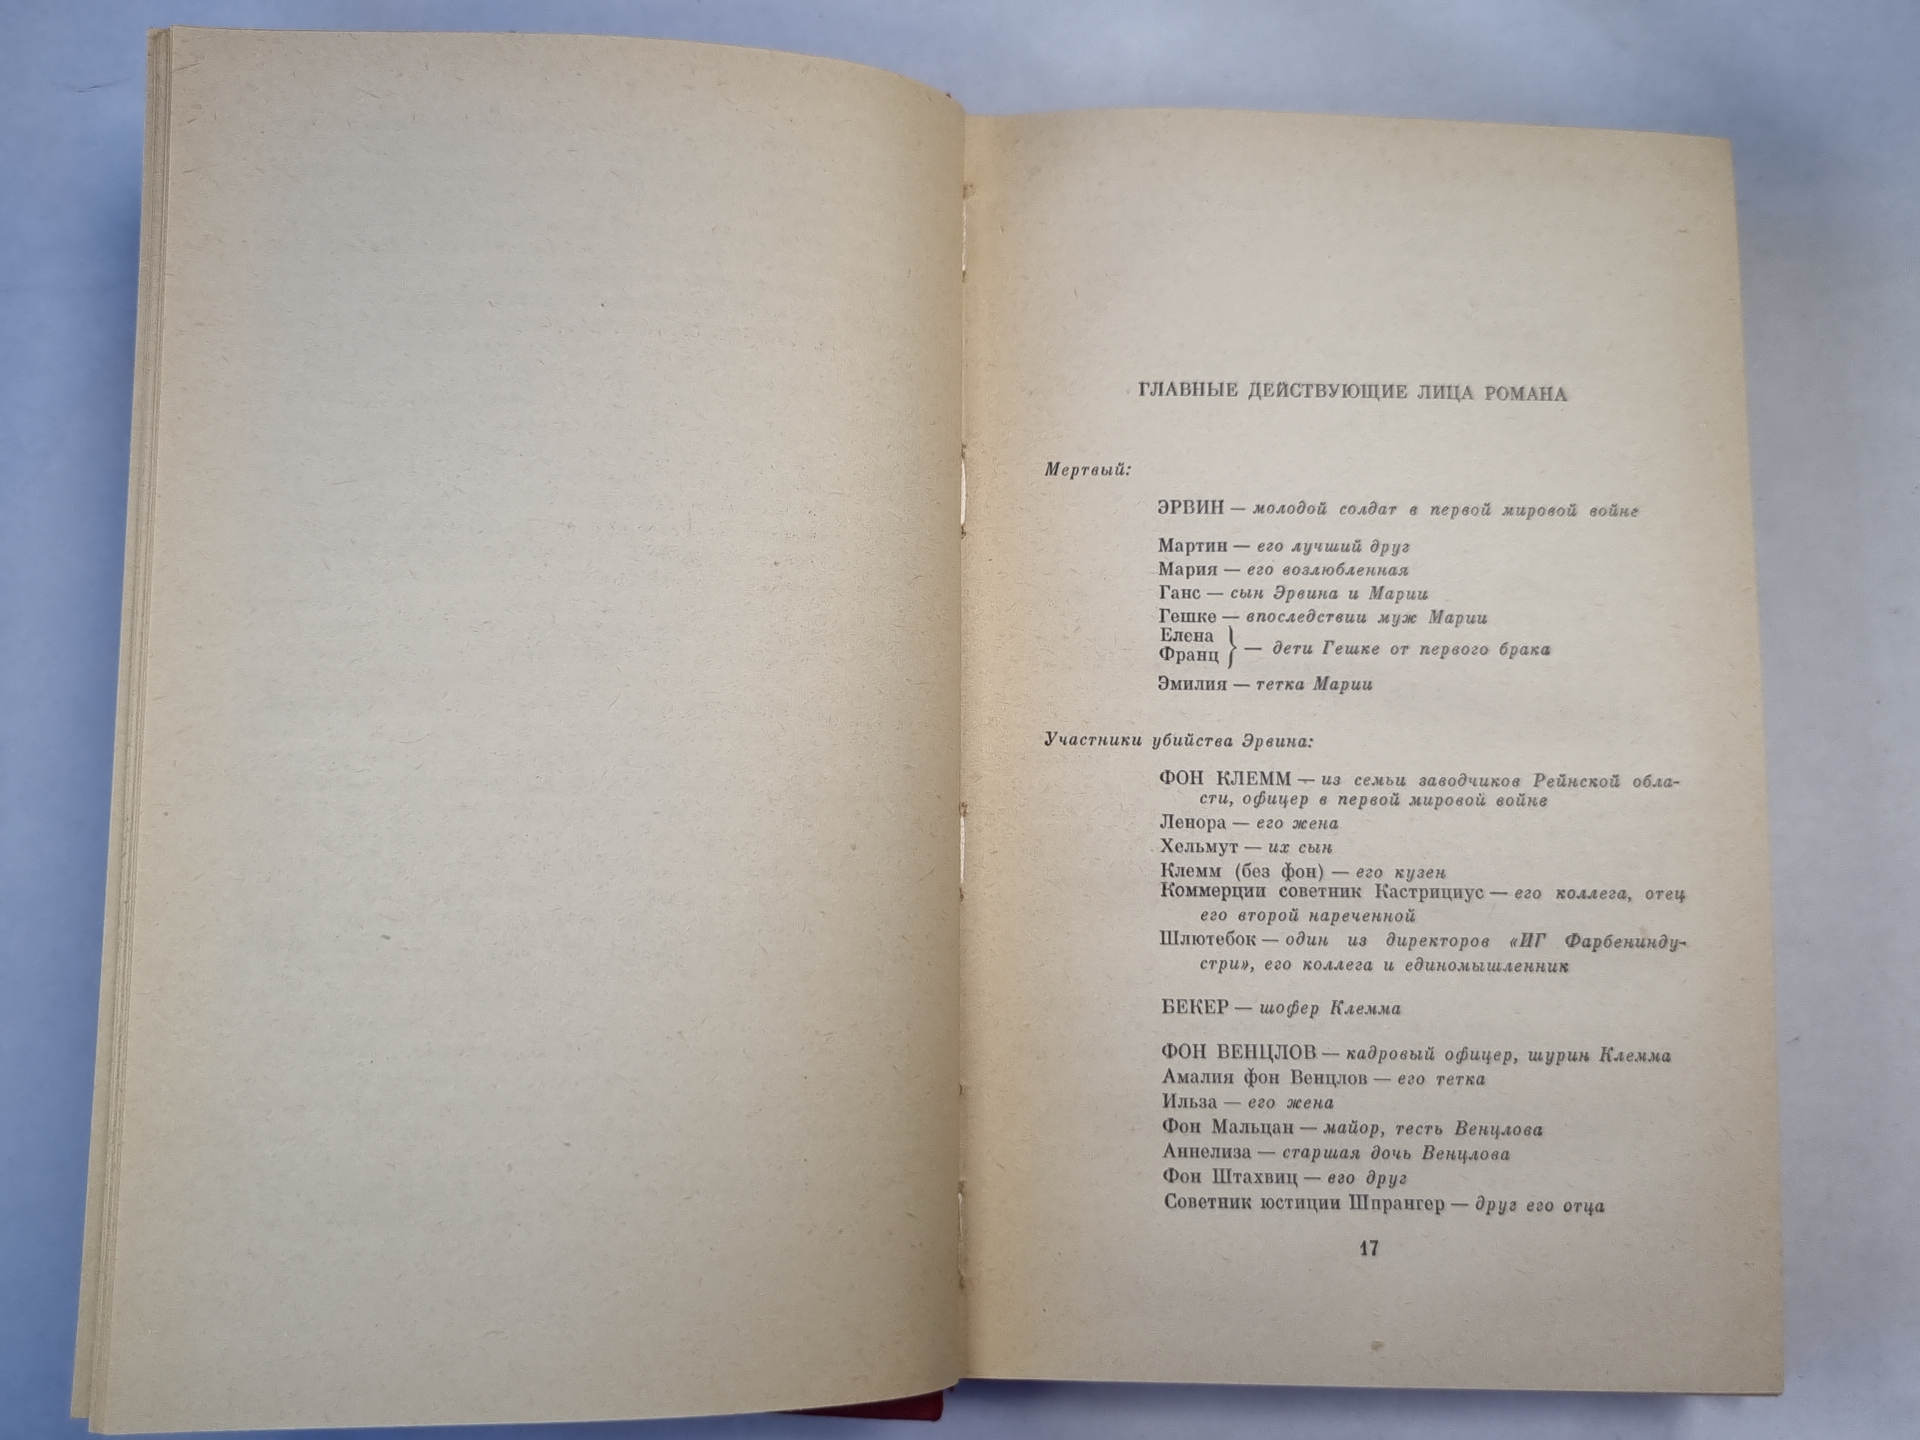 ГЛАВНЫЕ ДЕЙСТВУЮЩИЕ ЛИЦА РОМАНА
Мертвый:
ЭРВИН — молодой солдат в первой мировой войне
Мартин — его лучший друг
Мария — его возлюбленная
Ганс — сын Эрвина и Марии
Гешке — впоследствии муж Марии
Елена
Франц } — дети Гешке от первого брака
Эмилия — тетка Марии
Участники убийства Эрвина:
ФОН КЛЕММ — из семьи заводчиков Рейнской обла-
сти, офицер в первой мировой войне
Ленора — его жена
Хельмут — их сын
Клемм (без фон) — его кузен
Коммерции советник Кастрициус — его коллега, отец
его второй нареченной
Шлютебок — один из директоров «ИГ Фарбенинду-
стри», его коллега и единомышленник
БЕКЕР — шофер Клемма
ФОН ВЕНЦЛОВ — кадровый офицер, шурин Клемма
Амалия фон Венцлов — его тетка
Ильза — его жена
Фон Мальцан — майор, тесть Венцлова
Аннелиза — старшая дочь Венцлова
Фон Штахвиц — его друг
Советник юстиции Шпрангер — друг его отца
17